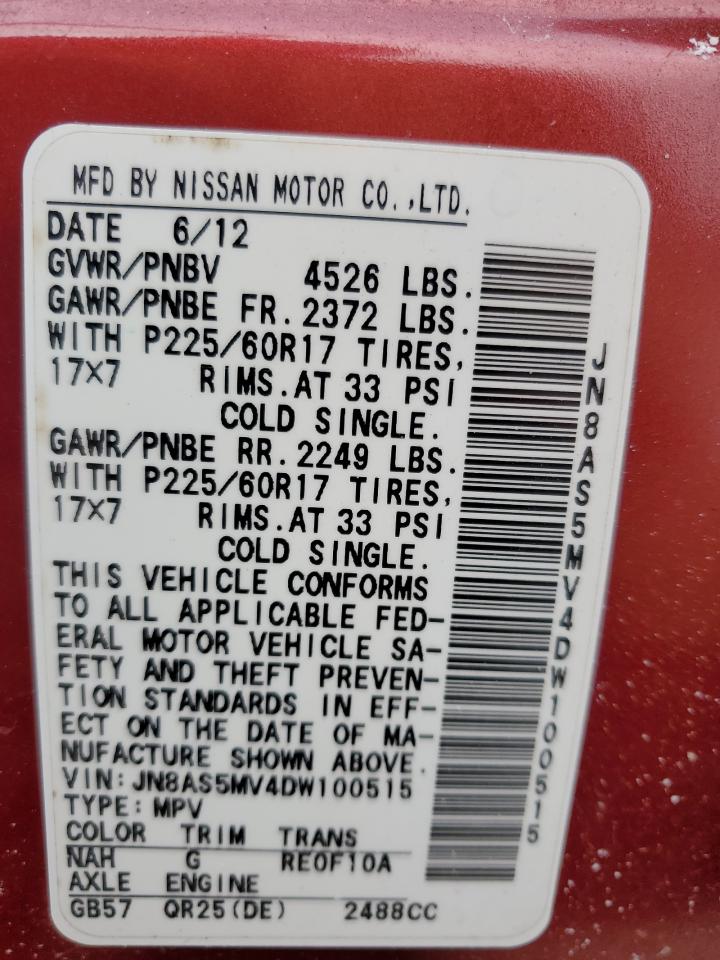 MFD BY NISSAN MOTOR CO.,LTD.
DATE 6/12
GVWR/PNBV 4526 LBS.
GAWR/PNBE FR.2372 LBS.
WITH P225/60R17 TIRES,
17X7 RIMS.AT 33 PSI
COLD SINGLE.
GAWR/PNBE RR.2249 LBS.
WITH P225/60R17 TIRES,
17X7 RIMS.AT 33 PSI
COLD SINGLE.
THIS VEHICLE CONFORMS
TO ALL APPLICABLE FED-
ERAL MOTOR VEHICLE SA-
FETY AND THEFT PREVEN-
TION STANDARDS IN EFF-
ECT ON THE DATE OF MA-
NUFACTURE SHOWN ABOVE.
VIN:JN8AS5MV4DW100515
TYPE:MPV
COLOR TRIM TRANS
NAH G RE0F10A
AXLE ENGINE
GB57 QR25(DE) 2488CC
JN8AS5MV4DW100515